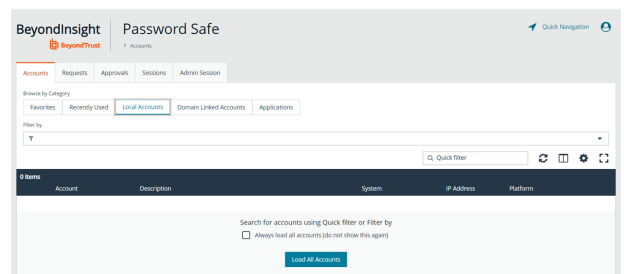 BeyondInsight
BeyondTrust
Password Safe
› Accounts
Quick Navigation
Accounts Requests Approvals Sessions Admin Session
Browse by Category
Favorites Recently Used Local Accounts Domain Linked Accounts Applications
Filter by
Quick filter
0 items
Account Description System IP Address Platform
Search for accounts using Quick filter or Filter by
Always load all accounts (do not show this again)
Load All Accounts